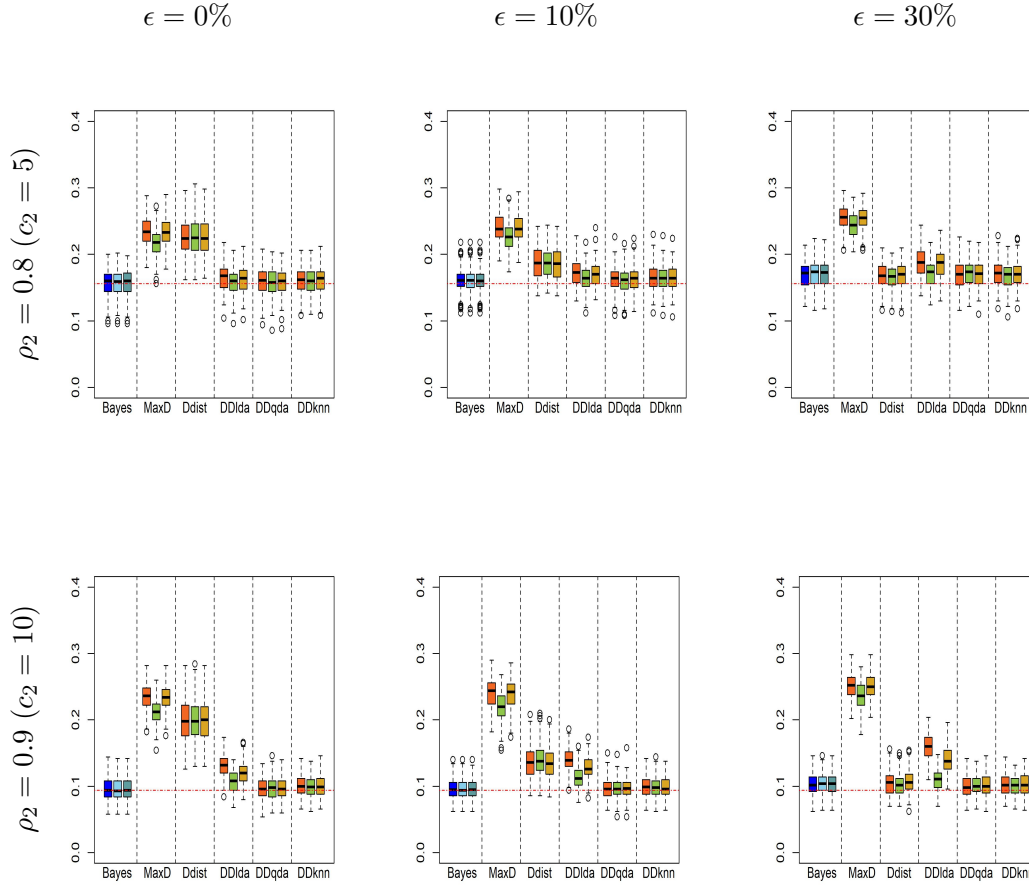 ϵ = 0%
ϵ = 10%
ϵ = 30%
ρ₂ = 0.8 (c₂ = 5)
0.4
0.3
0.2
0.1
0.0
Bayes MaxD Ddist DDlda DDqda DDknn
0.4
0.3
0.2
0.1
0.0
Bayes MaxD Ddist DDlda DDqda DDknn
0.4
0.3
0.2
0.1
0.0
Bayes MaxD Ddist DDlda DDqda DDknn
ρ₂ = 0.9 (c₂ = 10)
0.4
0.3
0.2
0.1
0.0
Bayes MaxD Ddist DDlda DDqda DDknn
0.4
0.3
0.2
0.1
0.0
Bayes MaxD Ddist DDlda DDqda DDknn
0.4
0.3
0.2
0.1
0.0
Bayes MaxD Ddist DDlda DDqda DDknn